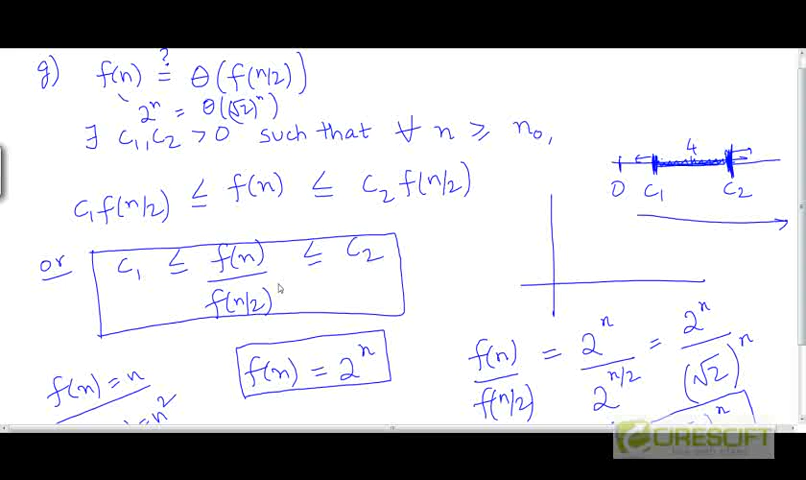 g) f(n) ≟ θ(f(n/2))
2^n = θ((√2)^n)
∃ C₁, C₂ > 0 such that ∀ n ≥ n₀,
C₁ f(n/2) ≤ f(n) ≤ C₂ f(n/2)
4
0 C₁ C₂
or C₁ ≤ f(n)/f(n/2) ≤ C₂
f(n) = 2^n
f(n)/f(n/2) = 2^n/2^(n/2) = 2^n/(√2)^n
f(n) = n
= n²